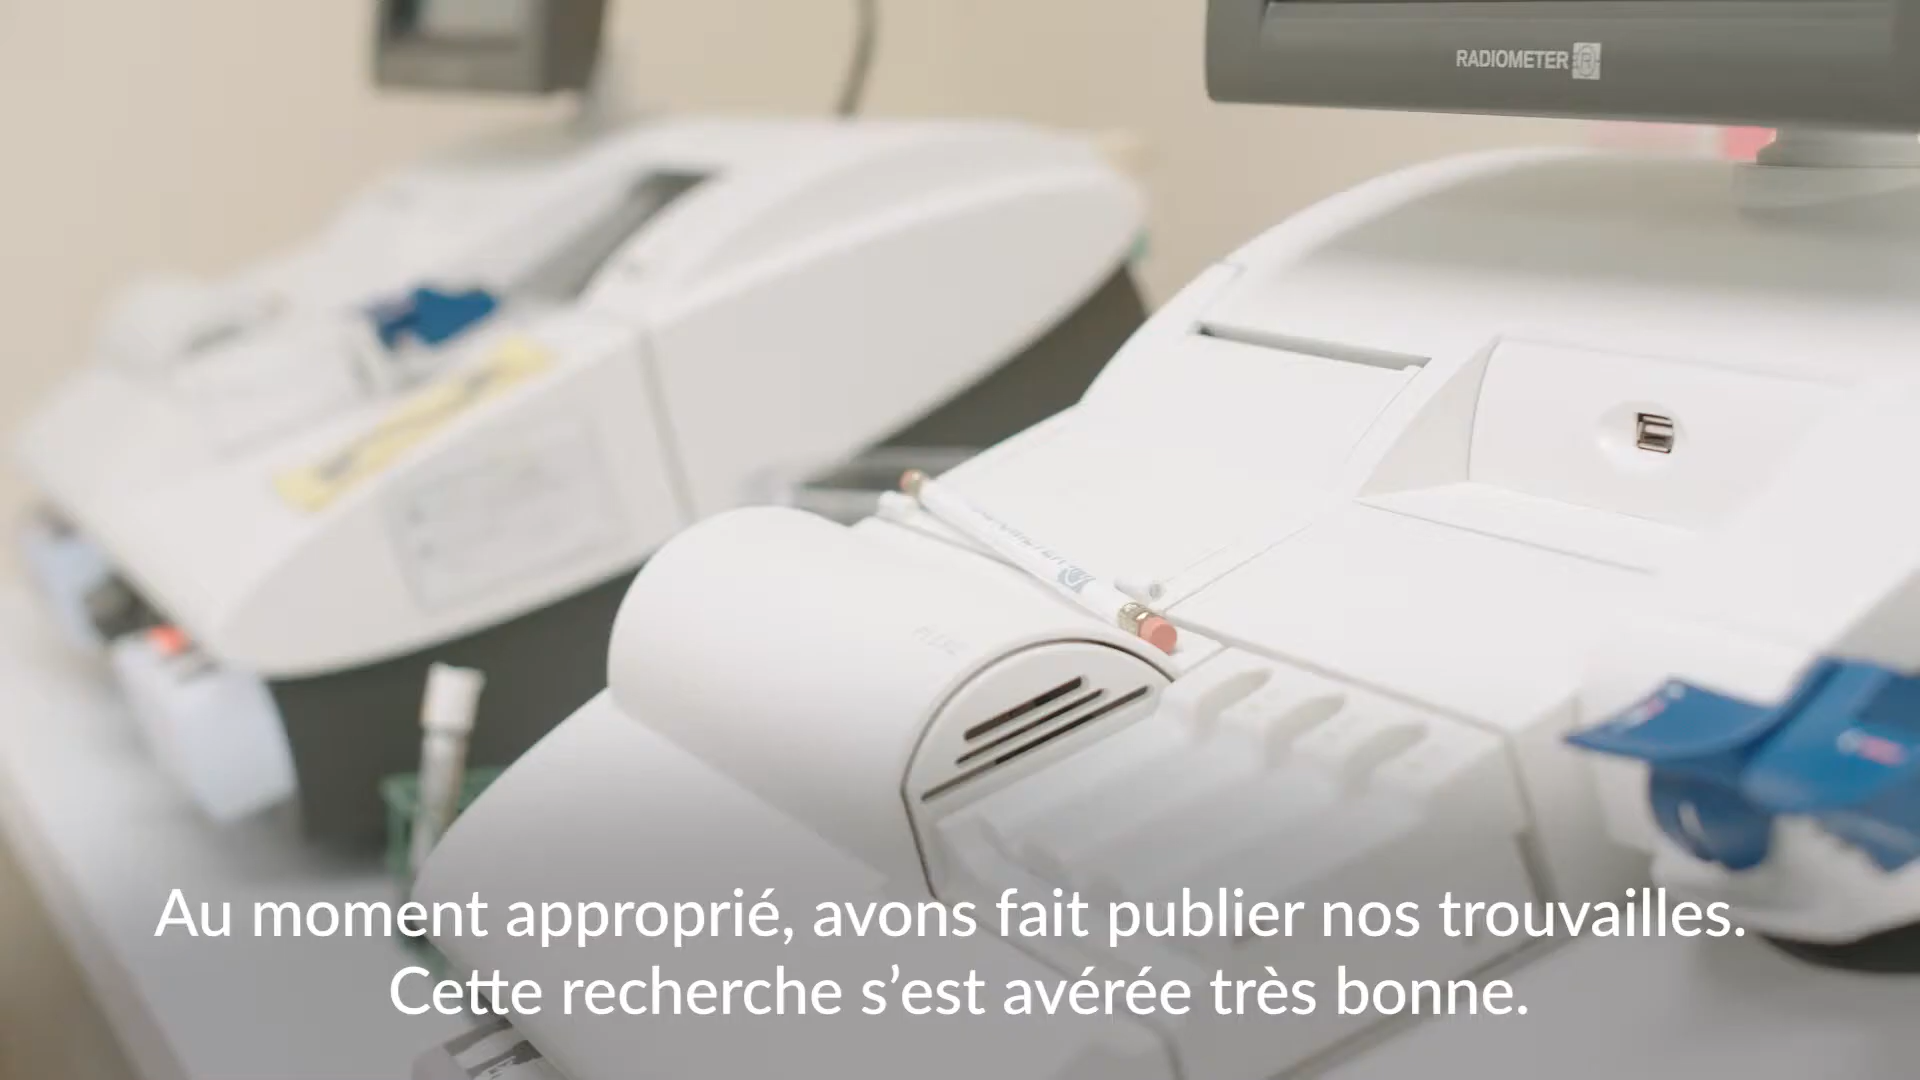 RADIOMETER
Au moment approprié, avons fait publier nos trouvailles.
Cette recherche s’est avérée très bonne.